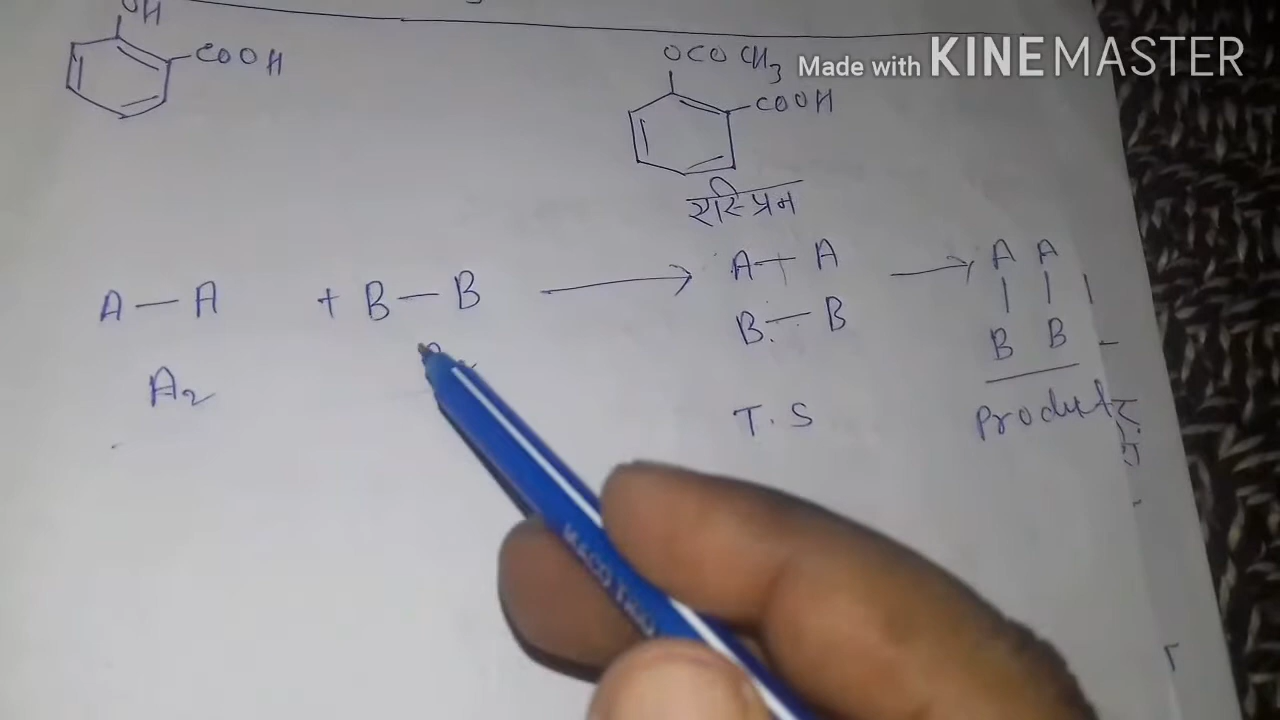 OH
COOH
OCOCH3
COOH
Made with KINEMASTER
एस्प्रिन
A — A + B — B → A — A → A A
B — B B B
A2
T.S Product